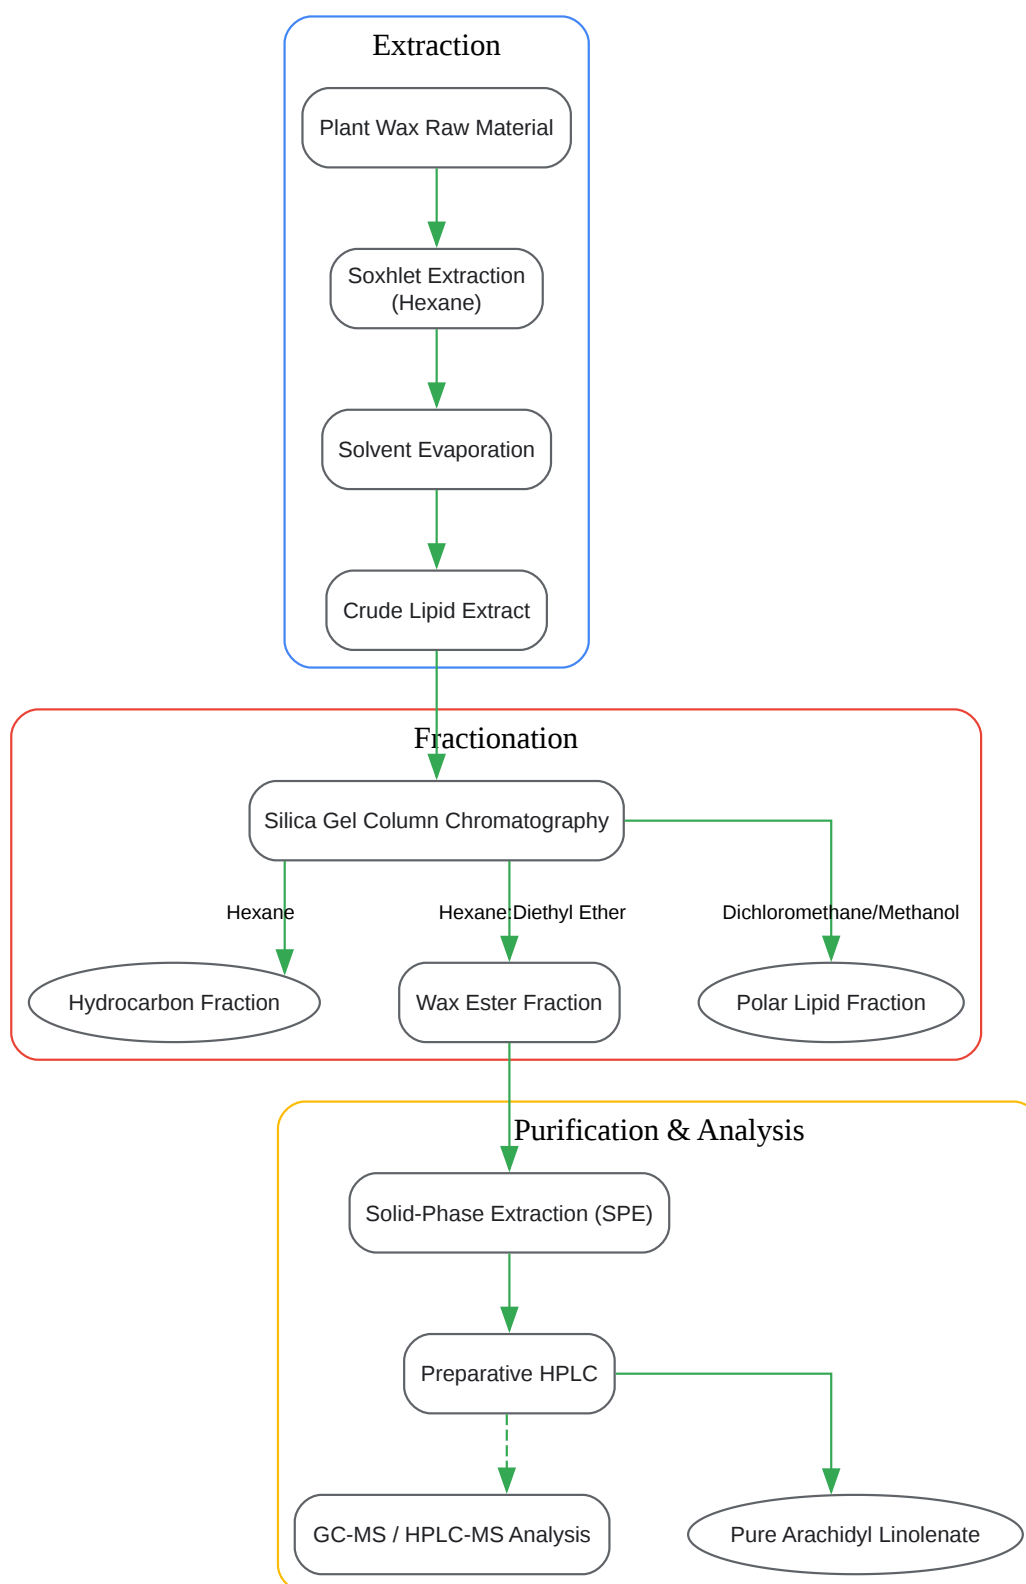 Extraction
Plant Wax Raw Material
Soxhlet Extraction
(Hexane)
Solvent Evaporation
Crude Lipid Extract
Fractionation
Silica Gel Column Chromatography
Hexane
Hexane:Diethyl Ether
Dichloromethane/Methanol
Hydrocarbon Fraction
Wax Ester Fraction
Polar Lipid Fraction
Purification & Analysis
Solid-Phase Extraction (SPE)
Preparative HPLC
GC-MS / HPLC-MS Analysis
Pure Arachidyl Linolenate